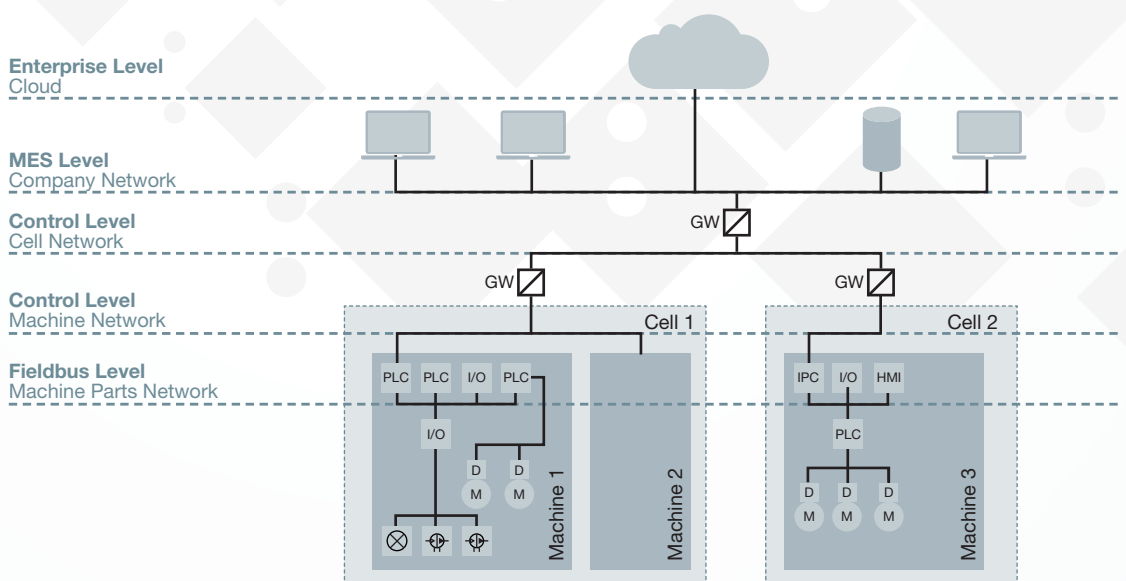 Enterprise Level
Cloud
MES Level
Company Network
Control Level
Cell Network
GW
Control Level
Machine Network
GW
GW
Cell 1
Cell 2
Fieldbus Level
Machine Parts Network
PLC PLC I/O PLC
IPC I/O HMI
I/O
PLC
D D
M M
D D D
M M M
Machine 1
Machine 2
Machine 3